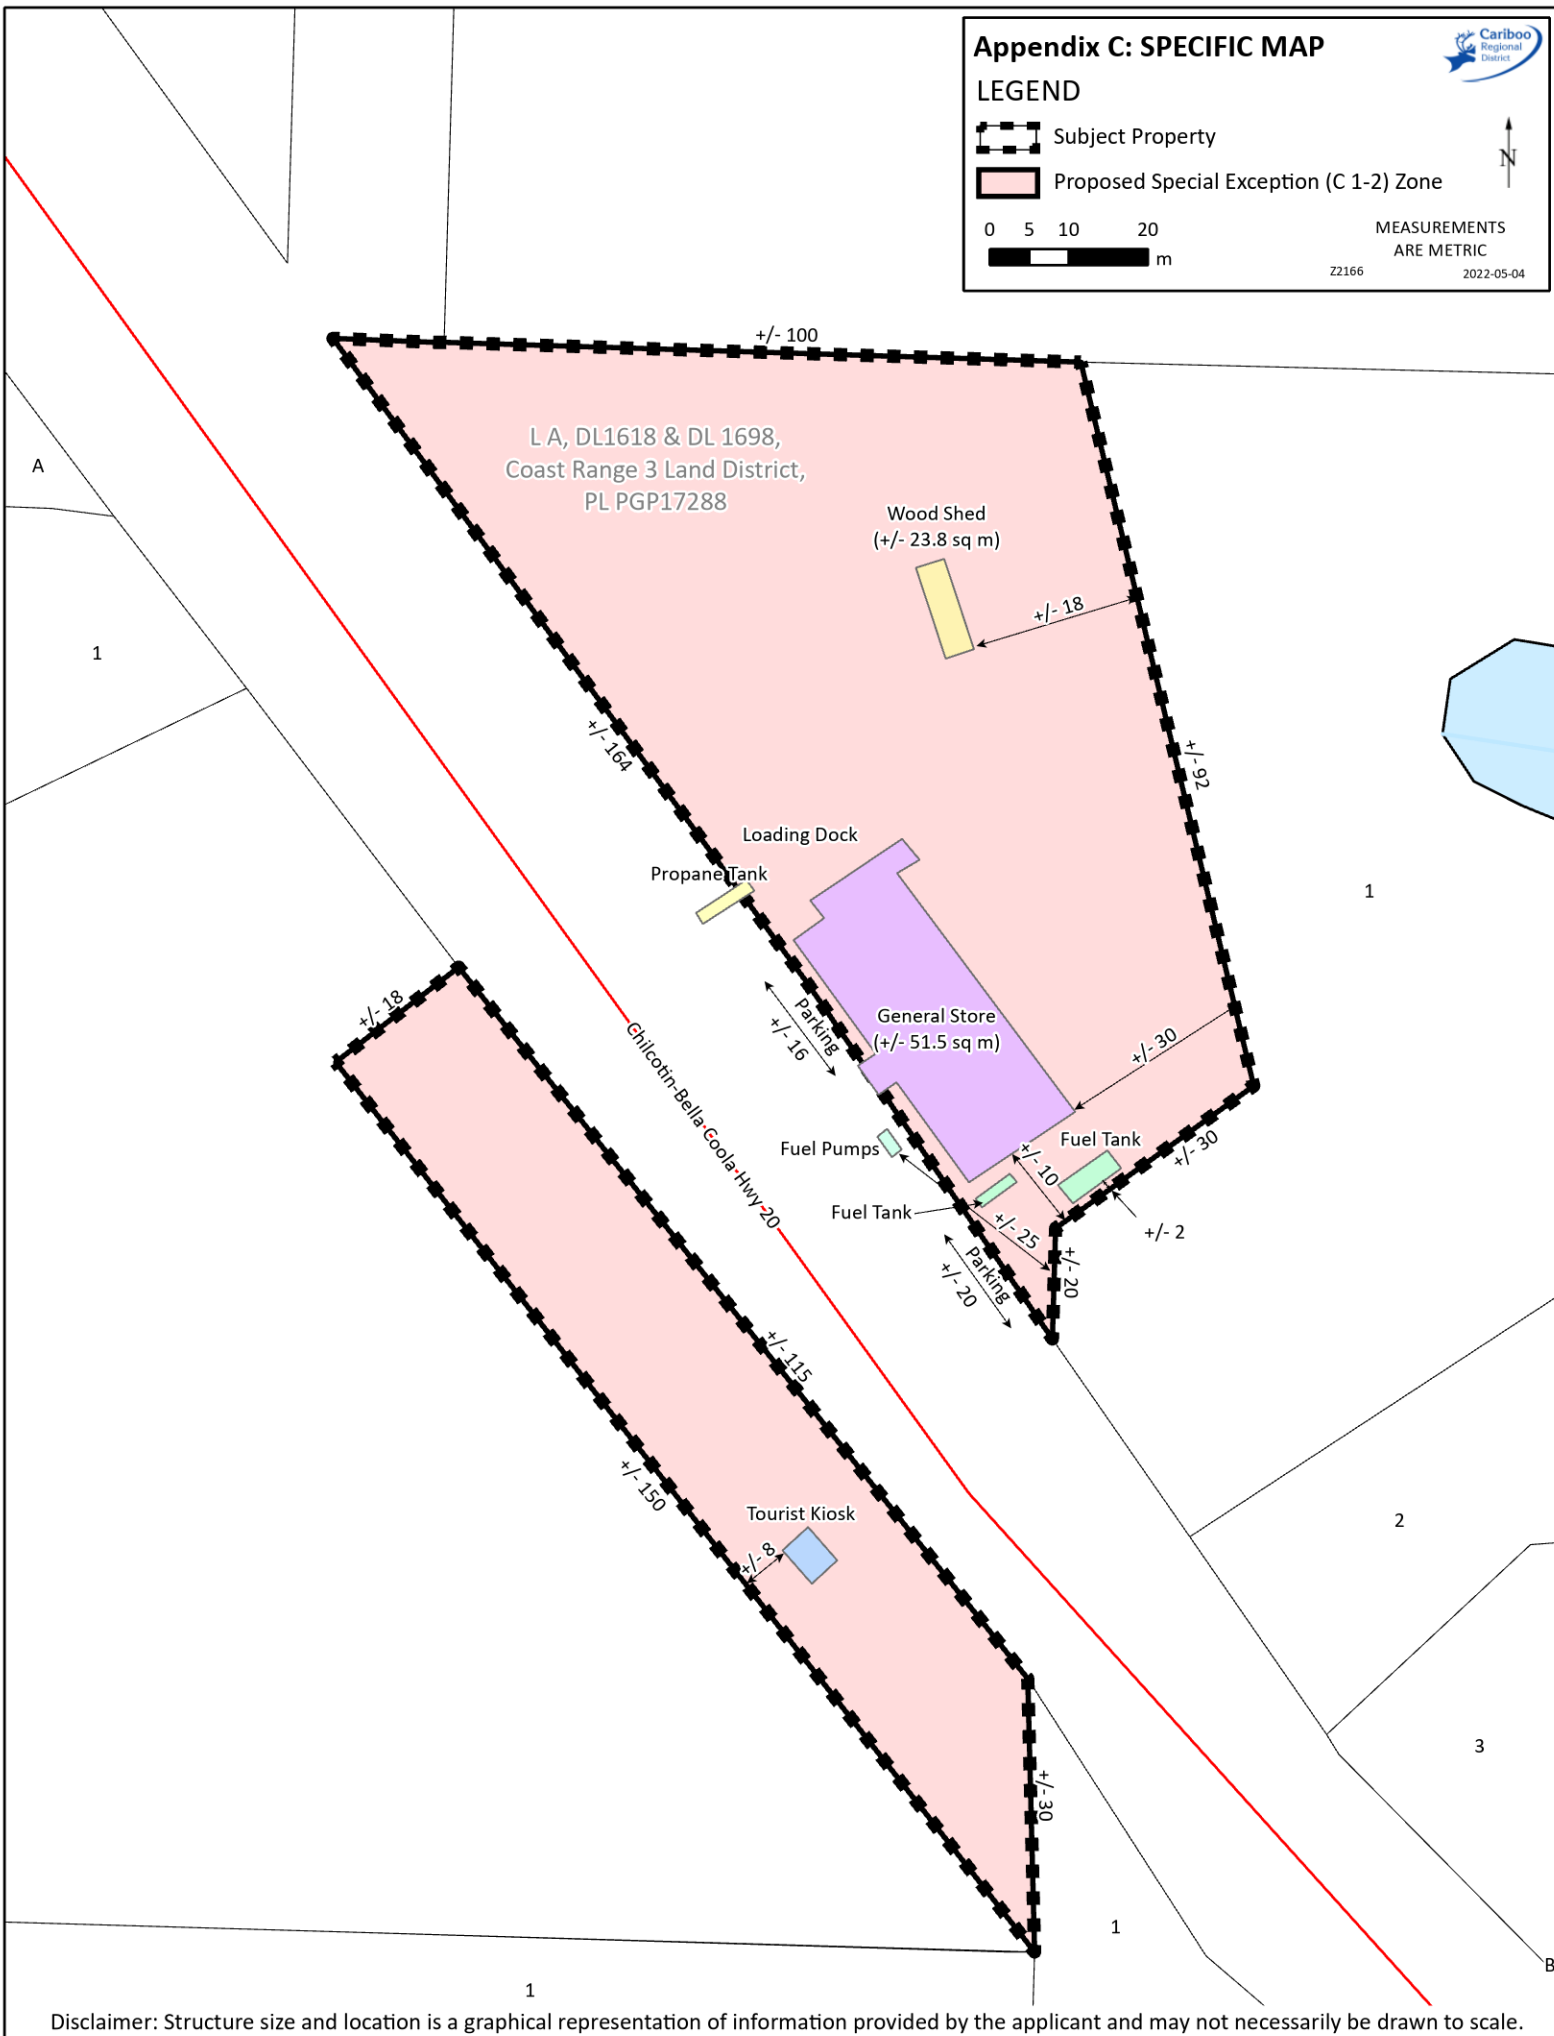 Appendix C: SPECIFIC MAP
Cariboo
Regional
District
LEGEND
Subject Property
N
Proposed Special Exception (C 1-2) Zone
0 5 10 20
m
MEASUREMENTS
ARE METRIC
Z2166 2022-05-04
+/- 100
L A, DL1618 & DL 1698,
Coast Range 3 Land District,
PL PGP17288
A
Wood Shed
(+/- 23.8 sq m)
+/- 18
1
+/- 164
+/- 92
Loading Dock
Propane Tank
1
+/- 18
Parking
+/- 16
General Store
(+/- 51.5 sq m)
+/- 30
Chilcotin-Bella Coola Hwy 20
Fuel Pumps
Fuel Tank
+/- 10
+/- 30
Fuel Tank
+/- 25
+/- 2
Parking
+/- 20
+/- 20
+/- 115
+/- 150
Tourist Kiosk
+/- 8
2
3
+/- 30
1
B
1
Disclaimer: Structure size and location is a graphical representation of information provided by the applicant and may not necessarily be drawn to scale.